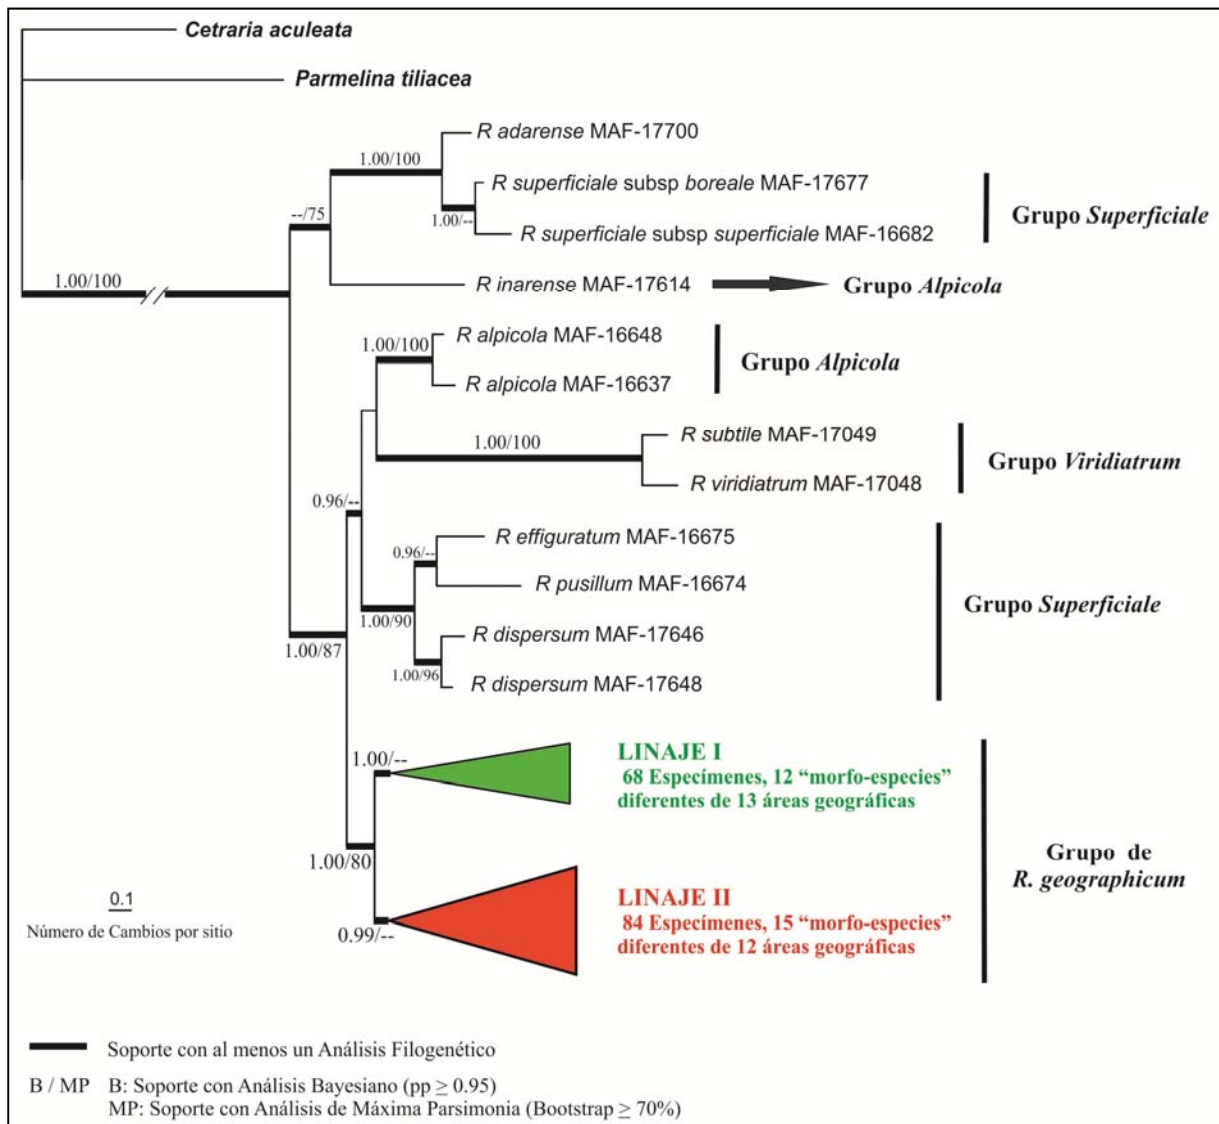 Cetraria aculeata
Parmelina tiliacea
R adarense MAF-17700
1.00/100
R superficiale subsp boreale MAF-17677
1.00/--
Grupo Superficiale
--/75
R superficiale subsp superficiale MAF-16682
1.00/100
R inarense MAF-17614
Grupo Alpicola
R alpicola MAF-16648
1.00/100
Grupo Alpicola
R alpicola MAF-16637
R subtile MAF-17049
1.00/100
Grupo Viridiatrum
R viridiatrum MAF-17048
0.96/--
R effiguratum MAF-16675
0.96/--
R pusillum MAF-16674
Grupo Superficiale
1.00/90
R dispersum MAF-17646
1.00/87
1.00/96
R dispersum MAF-17648
1.00/--
LINAJE I
68 Especímenes, 12 “morfo-especies”
diferentes de 13 áreas geográficas
1.00/80
Grupo de
R. geographicum
0.1
Número de Cambios por sitio
LINAJE II
84 Especímenes, 15 “morfo-especies”
diferentes de 12 áreas geográficas
0.99/--
Soporte con al menos un Análisis Filogenético
B / MP B: Soporte con Análisis Bayesiano (pp ≥ 0.95)
MP: Soporte con Análisis de Máxima Parsimonia (Bootstrap ≥ 70%)